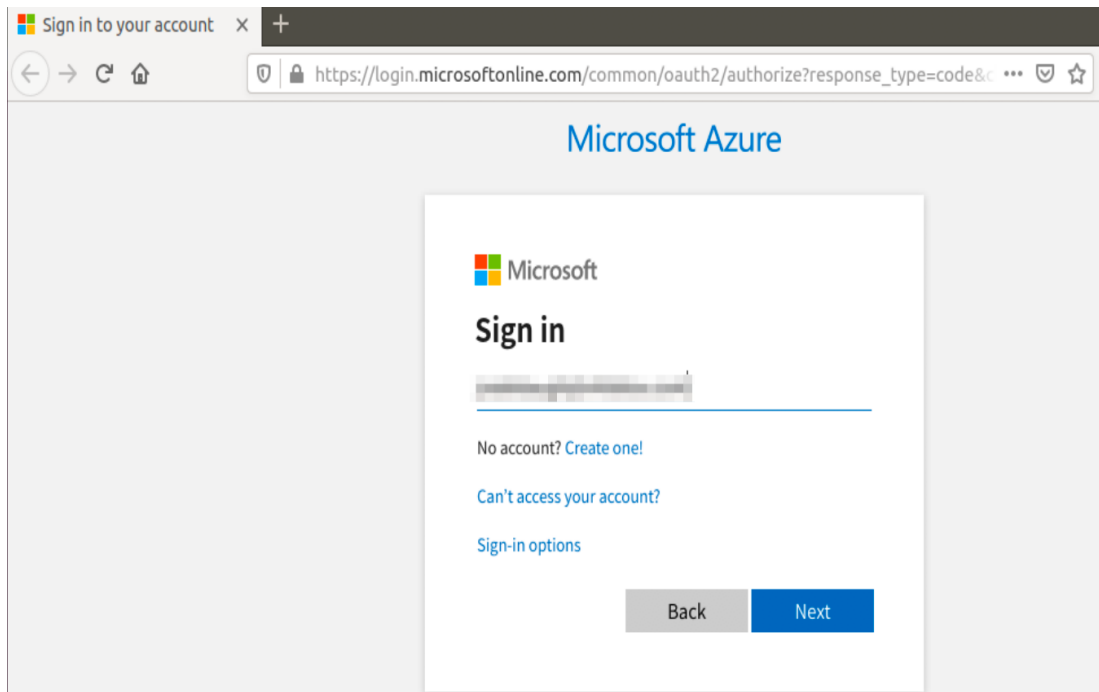 Sign in to your account
https://login.microsoftonline.com/common/oauth2/authorize?response_type=code&
Microsoft Azure
Microsoft
Sign in
No account? Create one!
Can't access your account?
Sign-in options
Back Next